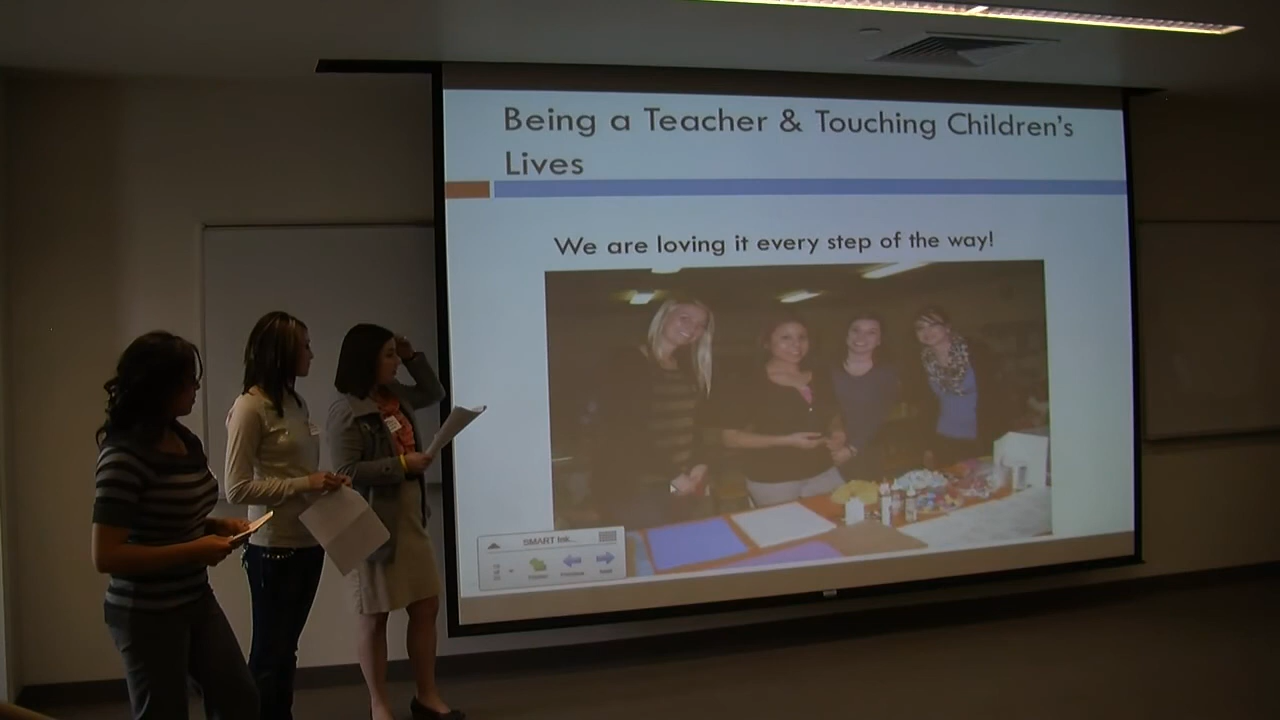 Being a Teacher & Touching Children's
Lives
We are loving it every step of the way!
SMART Ink...